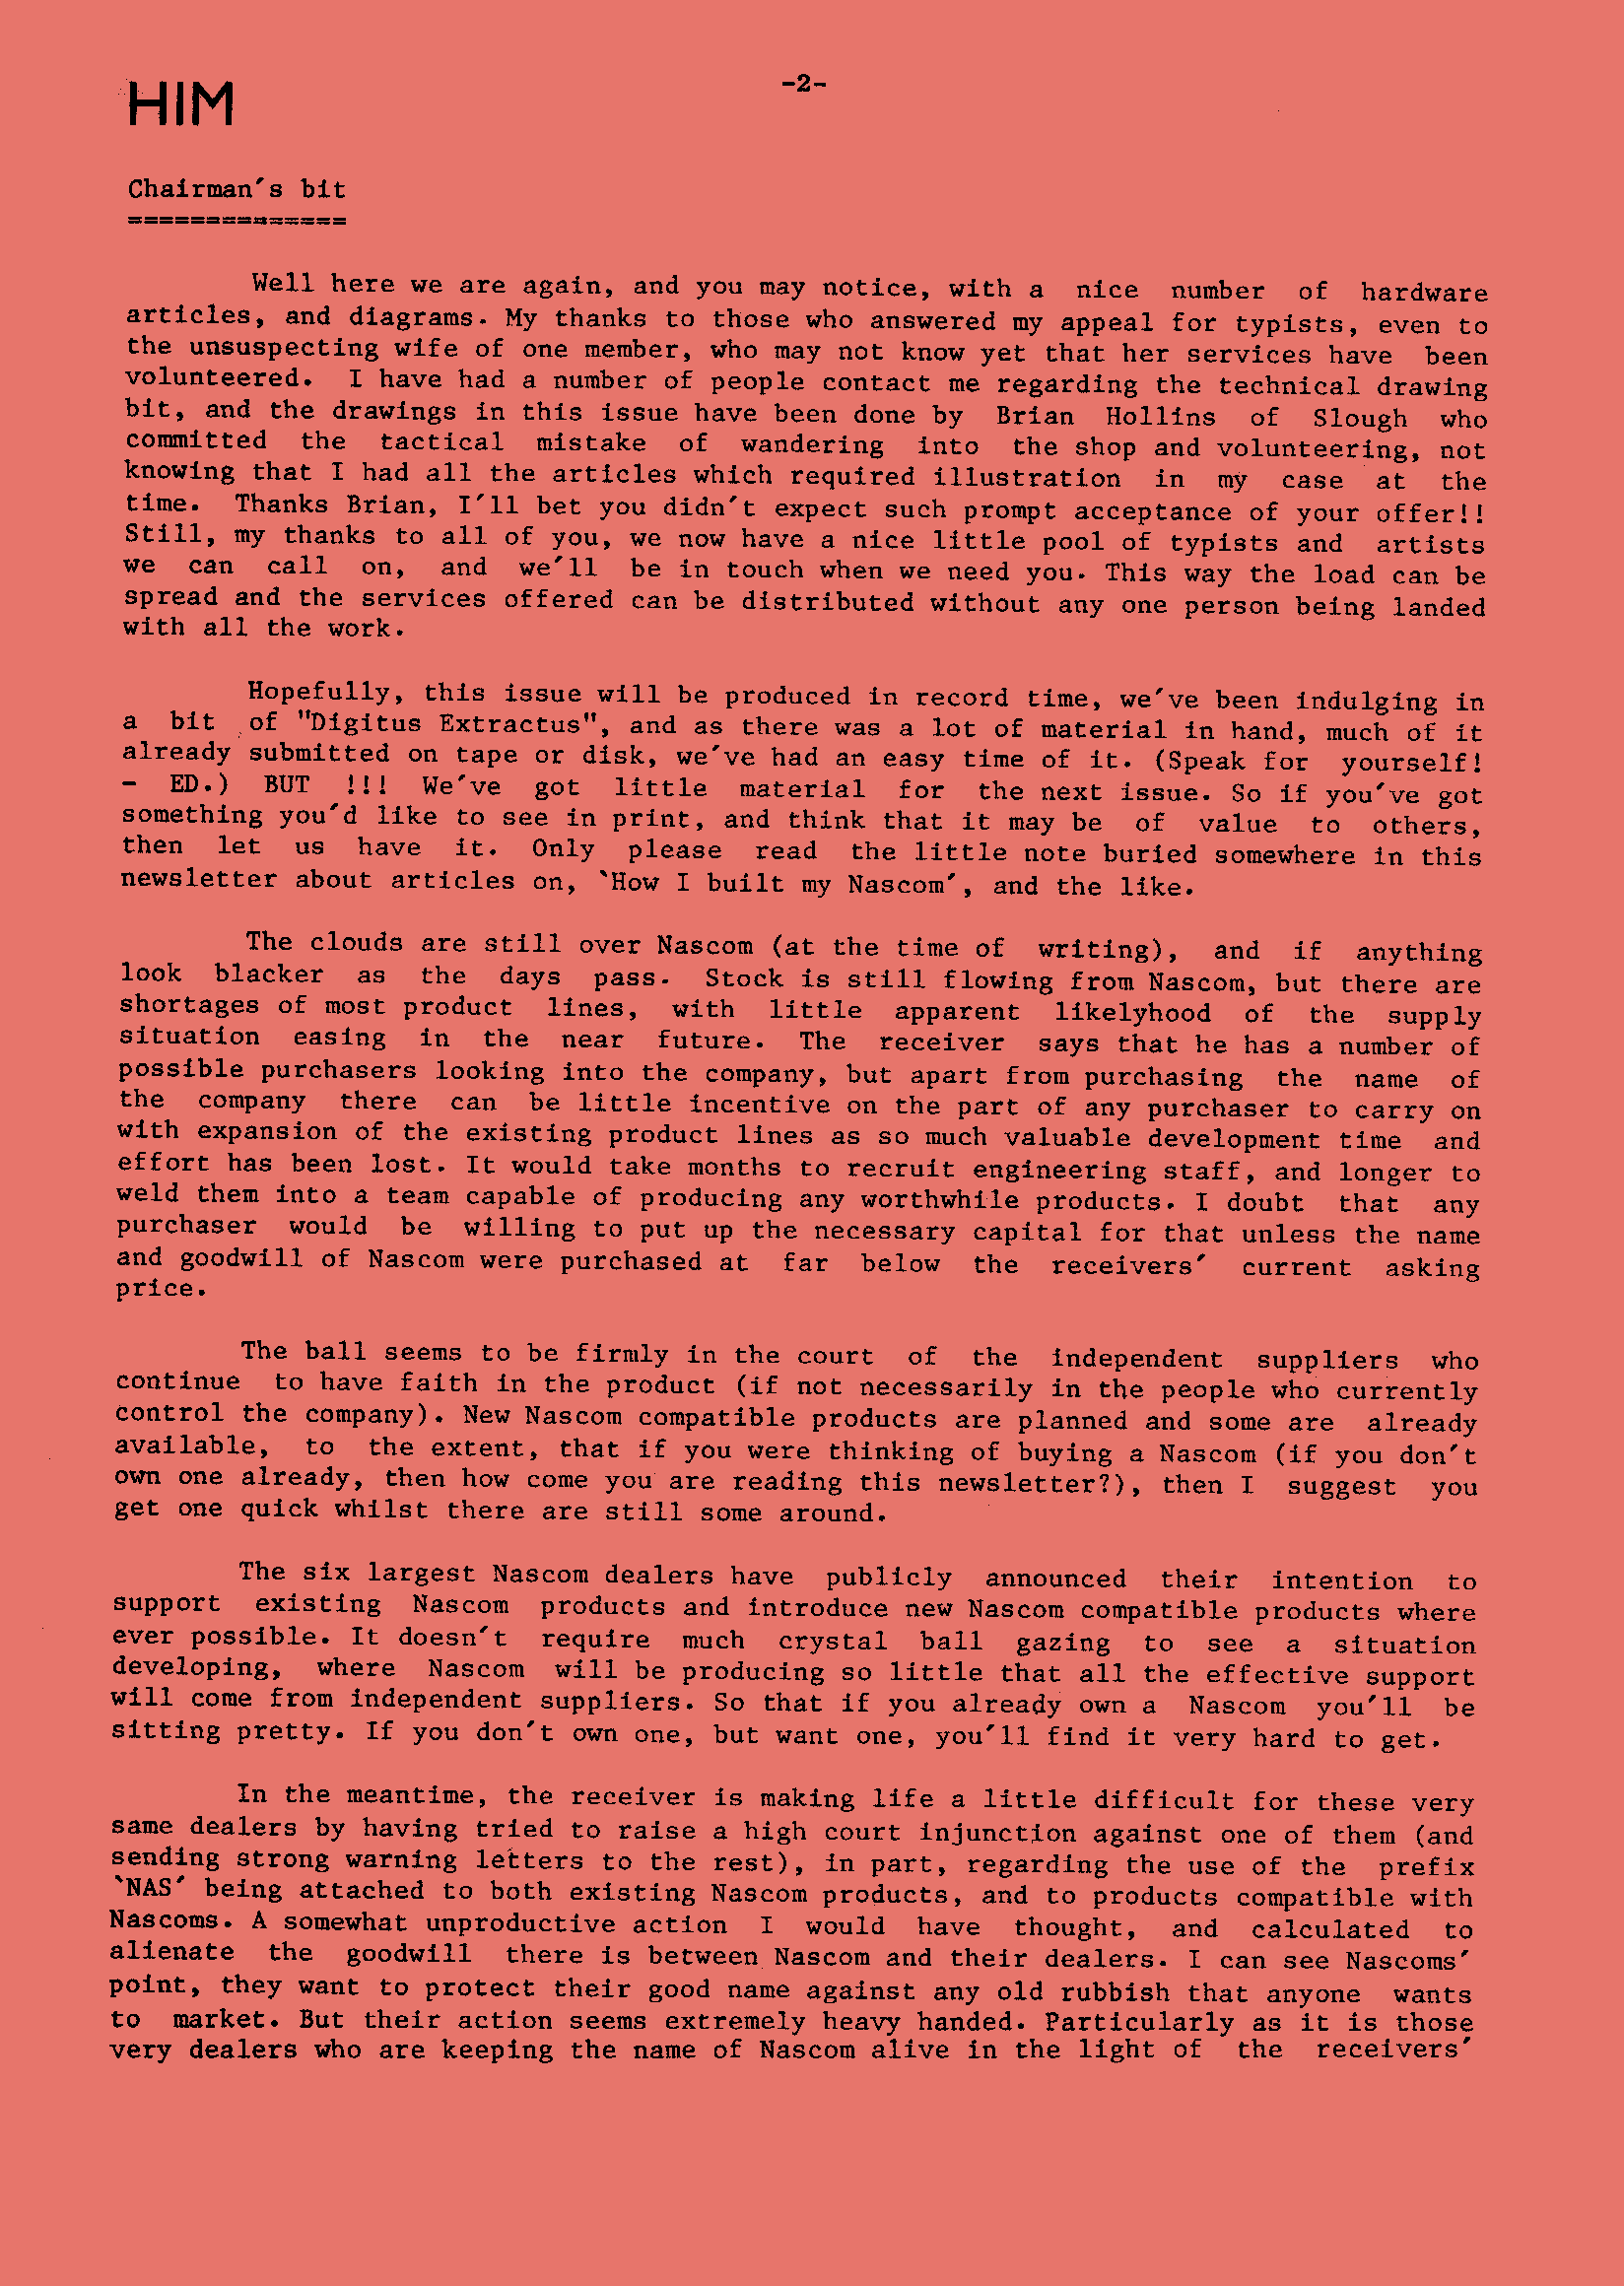 -2-
HIM
Chairman's bit
==============
Well here we are again, and you may notice, with a nice number of hardware
articles, and diagrams. My thanks to those who answered my appeal for typists, even to
the unsuspecting wife of one member, who may not know yet that her services have been
volunteered. I have had a number of people contact me regarding the technical drawing
bit, and the drawings in this issue have been done by Brian Hollins of Slough who
committed the tactical mistake of wandering into the shop and volunteering, not
knowing that I had all the articles which required illustration in my case at the
time. Thanks Brian, I'll bet you didn't expect such prompt acceptance of your offer!!
Still, my thanks to all of you, we now have a nice little pool of typists and artists
we can call on, and we'll be in touch when we need you. This way the load can be
spread and the services offered can be distributed without any one person being landed
with all the work.
Hopefully, this issue will be produced in record time, we've been indulging in
a bit of "Digitus Extractus", and as there was a lot of material in hand, much of it
already submitted on tape or disk, we've had an easy time of it. (Speak for yourself!
- ED.) BUT !!! We've got little material for the next issue. So if you've got
something you'd like to see in print, and think that it may be of value to others,
then let us have it. Only please read the little note buried somewhere in this
newsletter about articles on, `How I built my Nascom', and the like.
The clouds are still over Nascom (at the time of writing), and if anything
look blacker as the days pass. Stock is still flowing from Nascom, but there are
shortages of most product lines, with little apparent likelyhood of the supply
situation easing in the near future. The receiver says that he has a number of
possible purchasers looking into the company, but apart from purchasing the name of
the company there can be little incentive on the part of any purchaser to carry on
with expansion of the existing product lines as so much valuable development time and
effort has been lost. It would take months to recruit engineering staff, and longer to
weld them into a team capable of producing any worthwhile products. I doubt that any
purchaser would be willing to put up the necessary capital for that unless the name
and goodwill of Nascom were purchased at far below the receivers' current asking
price.
The ball seems to be firmly in the court of the independent suppliers who
continue to have faith in the product (if not necessarily in the people who currently
control the company). New Nascom compatible products are planned and some are already
available, to the extent, that if you were thinking of buying a Nascom (if you don't
own one already, then how come you are reading this newsletter?), then I suggest you
get one quick whilst there are still some around.
The six largest Nascom dealers have publicly announced their intention to
support existing Nascom products and introduce new Nascom compatible products where
ever possible. It doesn't require much crystal ball gazing to see a situation
developing, where Nascom will be producing so little that all the effective support
will come from independent suppliers. So that if you already own a Nascom you'll be
sitting pretty. If you don't own one, but want one, you'll find it very hard to get.
In the meantime, the receiver is making life a little difficult for these very
same dealers by having tried to raise a high court injunction against one of them (and
sending strong warning letters to the rest), in part, regarding the use of the prefix
`NAS' being attached to both existing Nascom products, and to products compatible with
Nascoms. A somewhat unproductive action I would have thought, and calculated to
alienate the goodwill there is between Nascom and their dealers. I can see Nascoms'
point, they want to protect their good name against any old rubbish that anyone wants
to market. But their action seems extremely heavy handed. Particularly as it is those
very dealers who are keeping the name of Nascom alive in the light of the receivers'